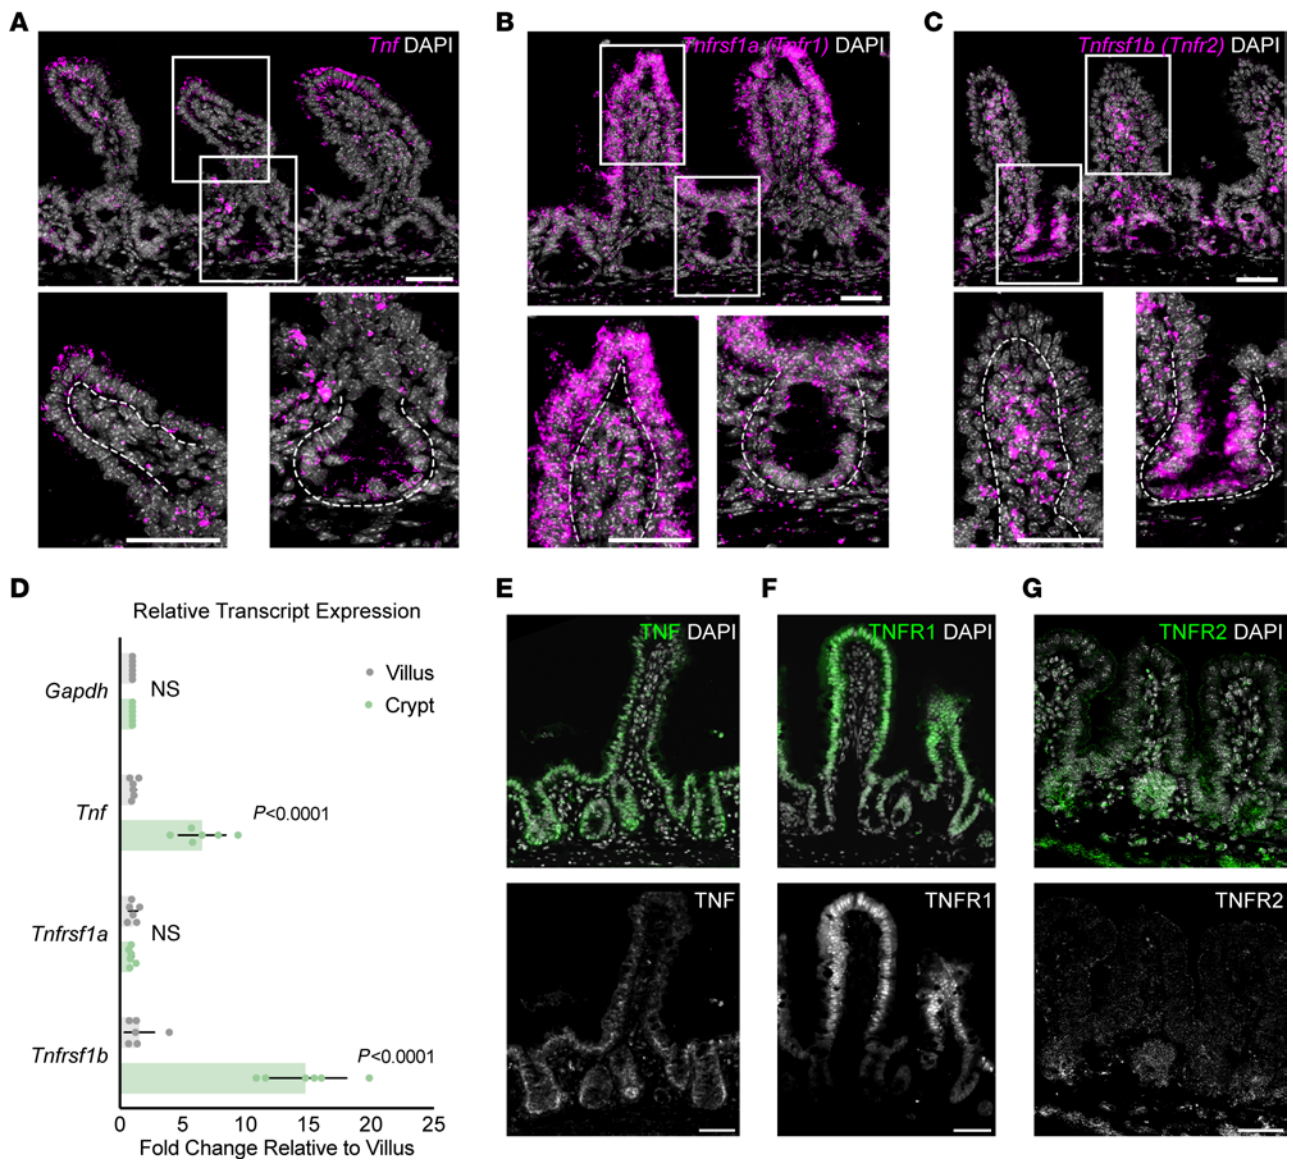 A
B
C
Tnf DAPI
Tnfrsf1a (Tnfr1) DAPI
Tnfrsf1b (Tnfr2) DAPI
D
Relative Transcript Expression
Villus
Crypt
Gapdh
NS
Tnf
P<0.0001
Tnfrsf1a
NS
Tnfrsf1b
P<0.0001
0 5 10 15 20 25
Fold Change Relative to Villus
E
F
G
TNF DAPI
TNFR1 DAPI
TNFR2 DAPI
TNF
TNFR1
TNFR2